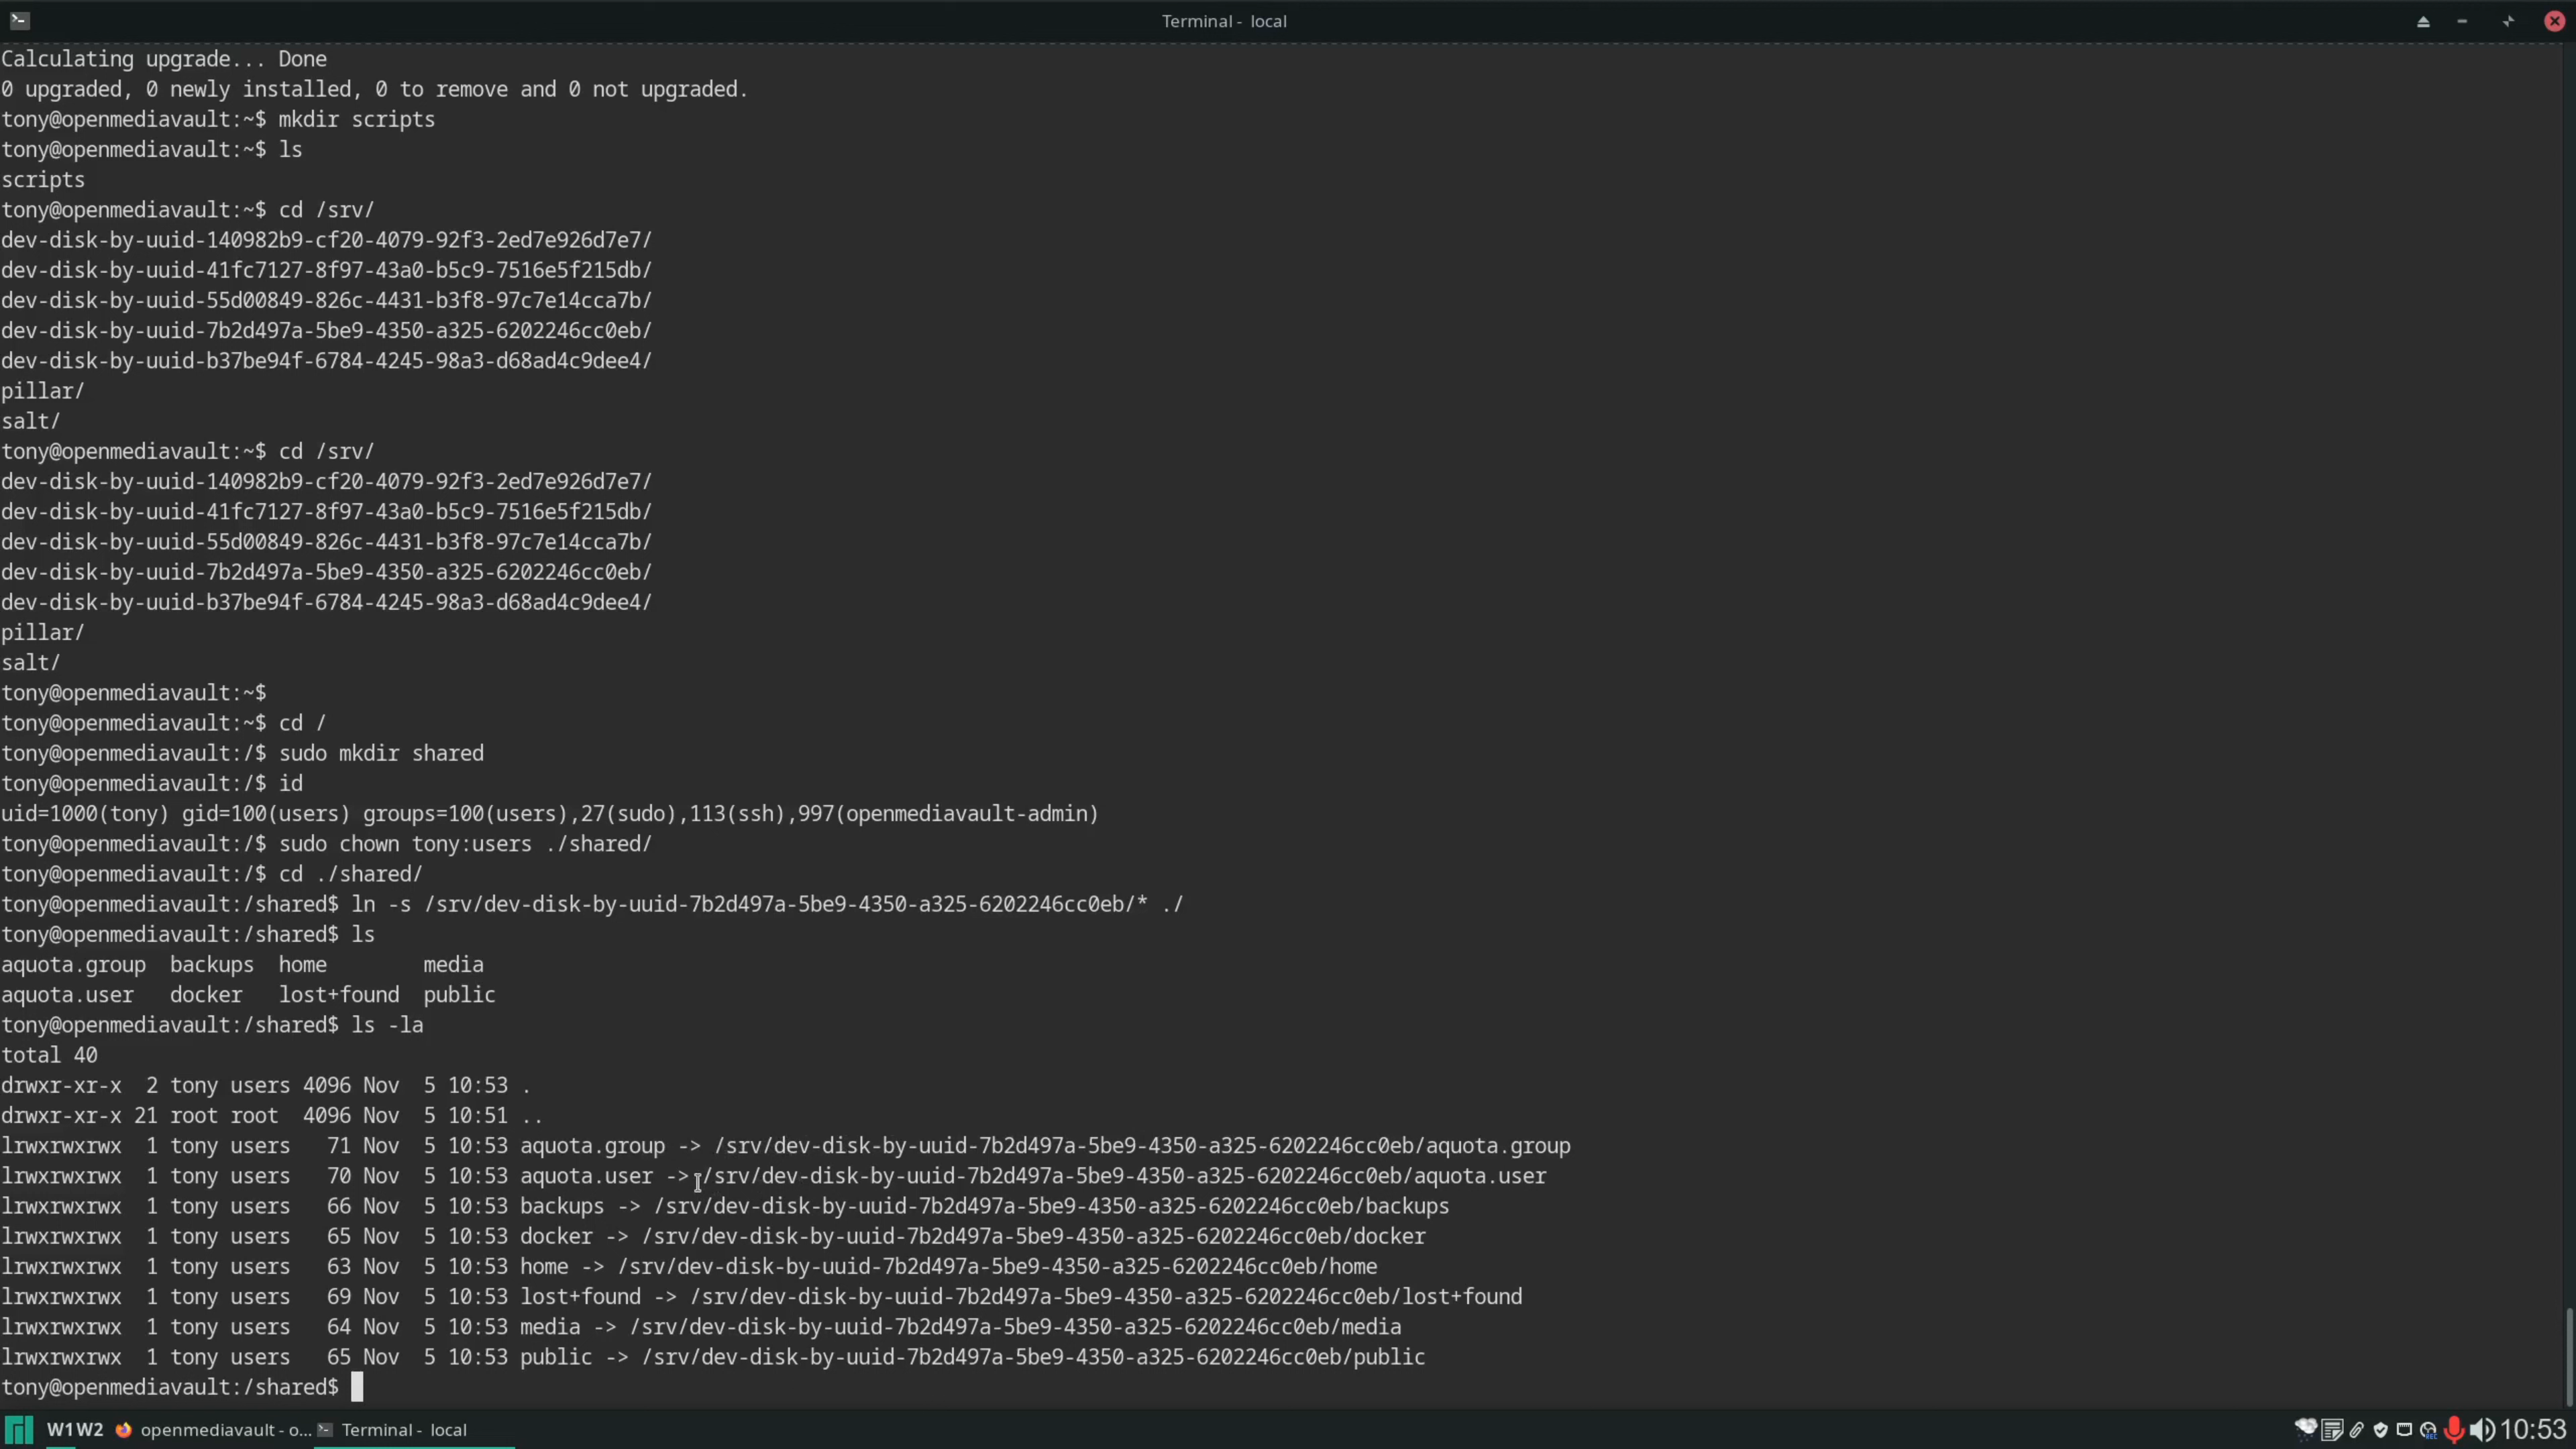 Terminal - local
Calculating upgrade... Done
0 upgraded, 0 newly installed, 0 to remove and 0 not upgraded.
tony@openmediavault:~$ mkdir scripts
tony@openmediavault:~$ ls
scripts
tony@openmediavault:~$ cd /srv/
dev-disk-by-uuid-140982b9-cf20-4079-92f3-2ed7e926d7e7/
dev-disk-by-uuid-41fc7127-8f97-43a0-b5c9-7516e5f215db/
dev-disk-by-uuid-55d00849-826c-4431-b3f8-97c7e14cca7b/
dev-disk-by-uuid-7b2d497a-5be9-4350-a325-6202246cc0eb/
dev-disk-by-uuid-b37be94f-6784-4245-98a3-d68ad4c9dee4/
pillar/
salt/
tony@openmediavault:~$ cd /srv/
dev-disk-by-uuid-140982b9-cf20-4079-92f3-2ed7e926d7e7/
dev-disk-by-uuid-41fc7127-8f97-43a0-b5c9-7516e5f215db/
dev-disk-by-uuid-55d00849-826c-4431-b3f8-97c7e14cca7b/
dev-disk-by-uuid-7b2d497a-5be9-4350-a325-6202246cc0eb/
dev-disk-by-uuid-b37be94f-6784-4245-98a3-d68ad4c9dee4/
pillar/
salt/
tony@openmediavault:~$
tony@openmediavault:~$ cd /
tony@openmediavault:/$ sudo mkdir shared
tony@openmediavault:/$ id
uid=1000(tony) gid=100(users) groups=100(users),27(sudo),113(ssh),997(openmediavault-admin)
tony@openmediavault:/$ sudo chown tony:users ./shared/
tony@openmediavault:/$ cd ./shared/
tony@openmediavault:/shared$ ln -s /srv/dev-disk-by-uuid-7b2d497a-5be9-4350-a325-6202246cc0eb/* ./
tony@openmediavault:/shared$ ls
aquota.group  backups  home        media
aquota.user   docker   lost+found  public
tony@openmediavault:/shared$ ls -la
total 40
drwxr-xr-x  2 tony users 4096 Nov  5 10:53 .
drwxr-xr-x 21 root root  4096 Nov  5 10:51 ..
lrwxrwxrwx  1 tony users   71 Nov  5 10:53 aquota.group -> /srv/dev-disk-by-uuid-7b2d497a-5be9-4350-a325-6202246cc0eb/aquota.group
lrwxrwxrwx  1 tony users   70 Nov  5 10:53 aquota.user -> /srv/dev-disk-by-uuid-7b2d497a-5be9-4350-a325-6202246cc0eb/aquota.user
lrwxrwxrwx  1 tony users   66 Nov  5 10:53 backups -> /srv/dev-disk-by-uuid-7b2d497a-5be9-4350-a325-6202246cc0eb/backups
lrwxrwxrwx  1 tony users   65 Nov  5 10:53 docker -> /srv/dev-disk-by-uuid-7b2d497a-5be9-4350-a325-6202246cc0eb/docker
lrwxrwxrwx  1 tony users   63 Nov  5 10:53 home -> /srv/dev-disk-by-uuid-7b2d497a-5be9-4350-a325-6202246cc0eb/home
lrwxrwxrwx  1 tony users   69 Nov  5 10:53 lost+found -> /srv/dev-disk-by-uuid-7b2d497a-5be9-4350-a325-6202246cc0eb/lost+found
lrwxrwxrwx  1 tony users   64 Nov  5 10:53 media -> /srv/dev-disk-by-uuid-7b2d497a-5be9-4350-a325-6202246cc0eb/media
lrwxrwxrwx  1 tony users   65 Nov  5 10:53 public -> /srv/dev-disk-by-uuid-7b2d497a-5be9-4350-a325-6202246cc0eb/public
tony@openmediavault:/shared$
W1 W2 openmediavault - o... Terminal - local 10:53